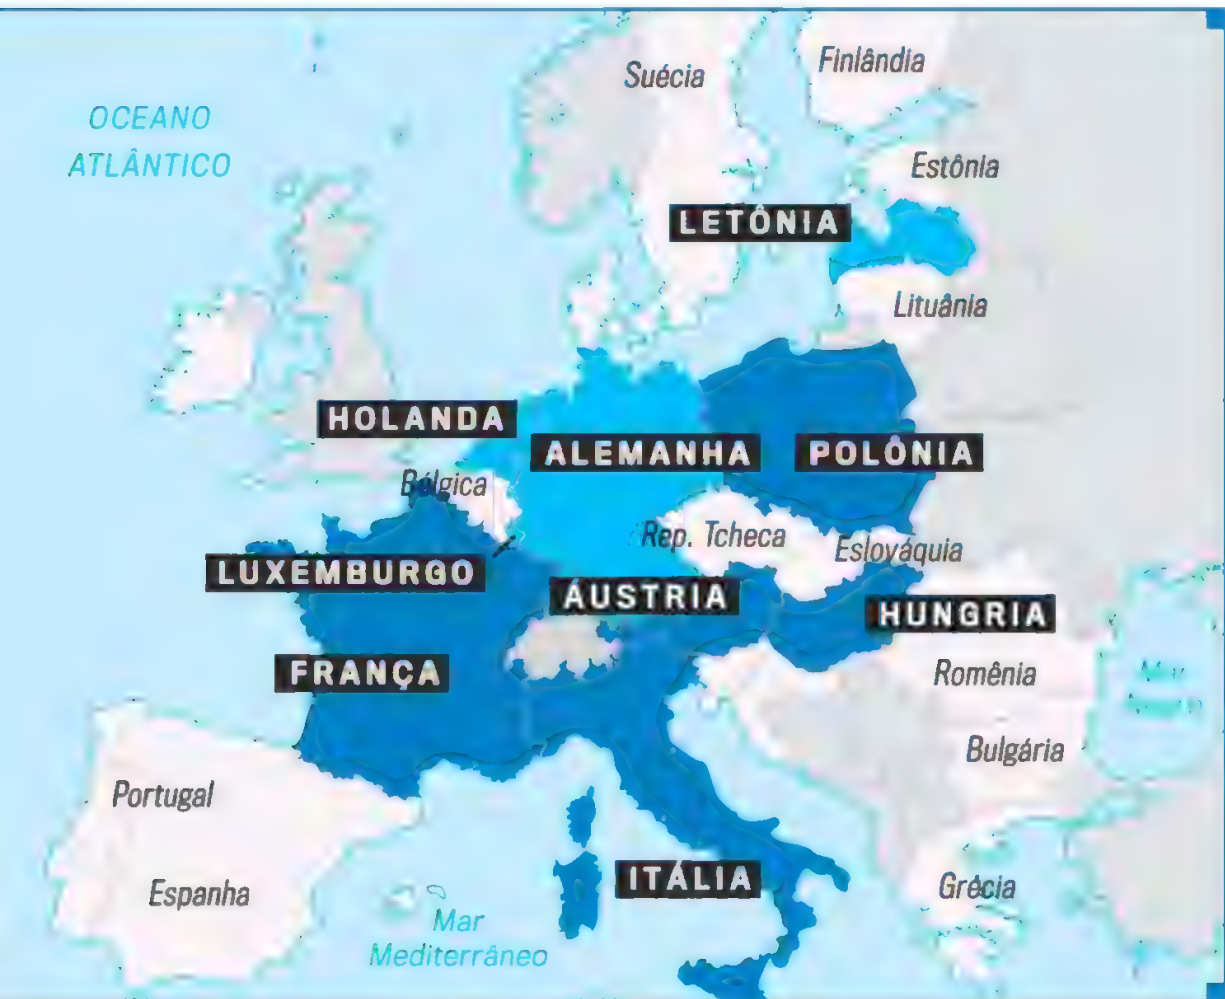 Suécia
Finlândia
OCEANO
ATLÂNTICO
Estônia
LETÔNIA
Lituânia
HOLANDA
ALEMANHA
POLÔNIA
Bélgica
Rep. Tcheca
Eslováquia
LUXEMBURGO
ÁUSTRIA
HUNGRIA
FRANÇA
Romênia
Bulgária
Portugal
ITÁLIA
Espanha
Grécia
Mar
Mediterrâneo